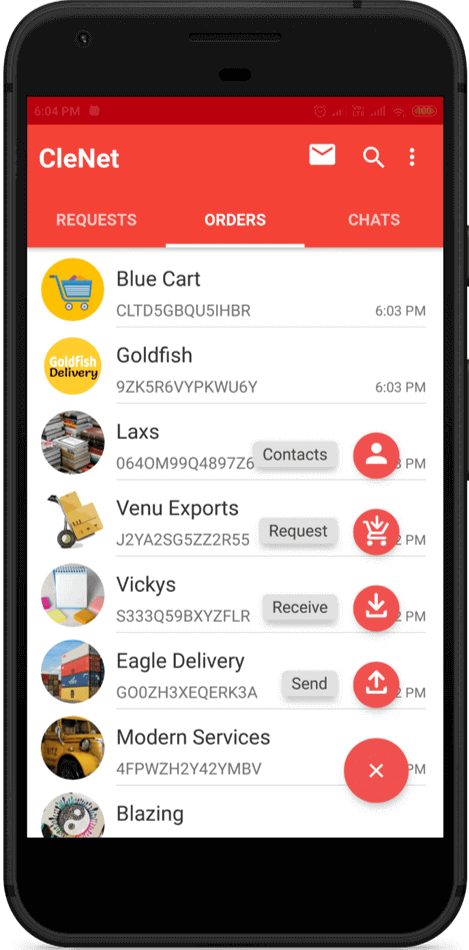 6:04 PM
CleNet
REQUESTS ORDERS CHATS
Goldfish
Delivery
Blue Cart
CLTD5GBQU5IHBR 6:03 PM
Goldfish
9ZK5R6VYPKWU6Y 6:03 PM
Laxs
064OM99Q4897Z6 PM
Contacts
Venu Exports
J2YA2SG5ZZ2R55 2 PM
Request
Vickys
S333Q59BXYZFLR 2 PM
Receive
Eagle Delivery
GO0ZH3XEQERK3A 2 PM
Send
Modern Services
4FPWZH2Y42YMBV PM
Blazing